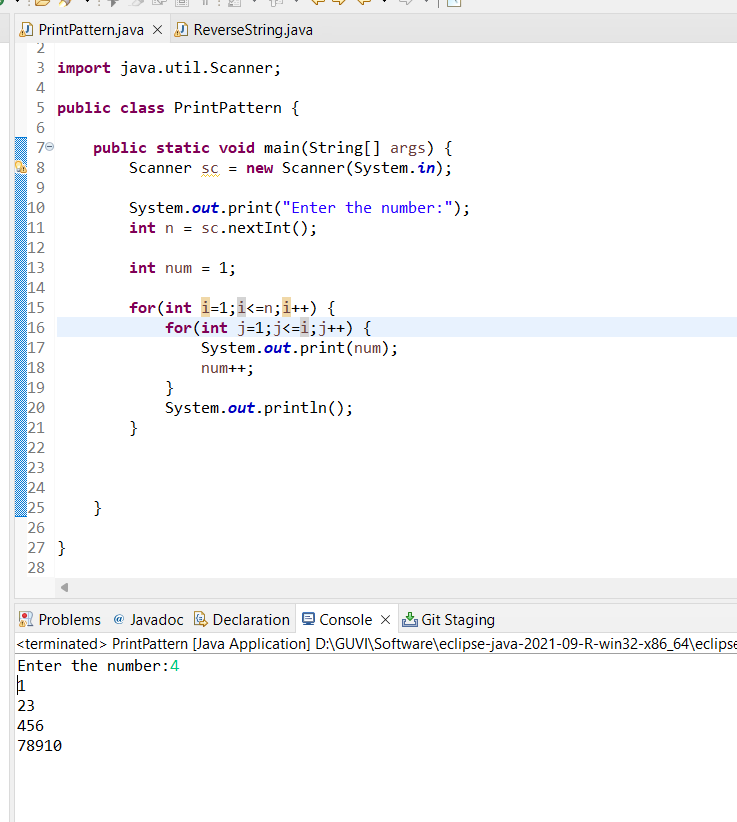 PrintPattern.java ReverseString.java
2
3 import java.util.Scanner;
4
5 public class PrintPattern {
6
7     public static void main(String[] args) {
8         Scanner sc = new Scanner(System.in);
9
10         System.out.print("Enter the number:");
11         int n = sc.nextInt();
12
13         int num = 1;
14
15         for(int i=1;i<=n;i++) {
16             for(int j=1;j<=i;j++) {
17                 System.out.print(num);
18                 num++;
19             }
20             System.out.println();
21         }
22
23
24
25     }
26
27 }
28
Problems @ Javadoc Declaration Console Git Staging
<terminated> PrintPattern [Java Application] D:\GUVI\Software\eclipse-java-2021-09-R-win32-x86_64\eclipse
Enter the number:4
1
23
456
78910